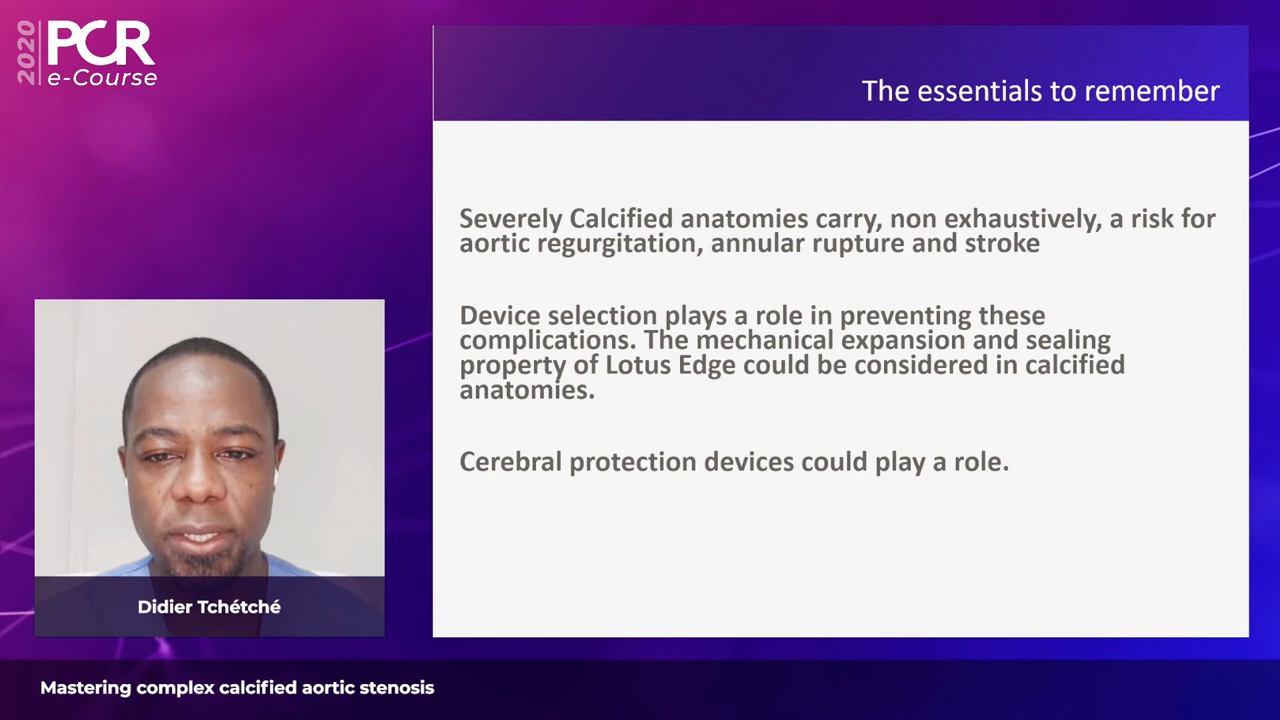 2020
PCR
e-Course
The essentials to remember
Severely Calcified anatomies carry, non exhaustively, a risk for
aortic regurgitation, annular rupture and stroke
Device selection plays a role in preventing these
complications. The mechanical expansion and sealing
property of Lotus Edge could be considered in calcified
anatomies.
Cerebral protection devices could play a role.
Didier Tchétché
Mastering complex calcified aortic stenosis